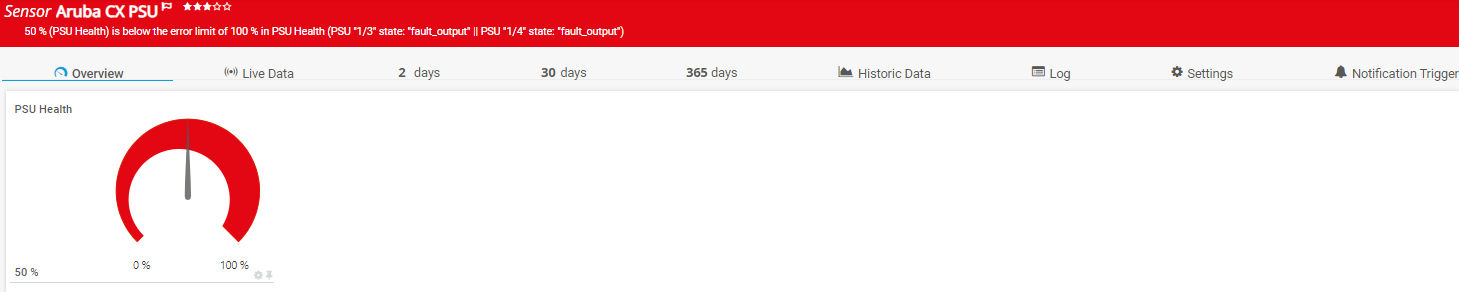 Sensor Aruba CX PSU
50 % (PSU Health) is below the error limit of 100 % in PSU Health (PSU "1/3" state: "fault_output" || PSU "1/4" state: "fault_output")
Overview Live Data 2 days 30 days 365 days Historic Data Log Settings Notification Trigger
PSU Health
0 % 100 %
50 %